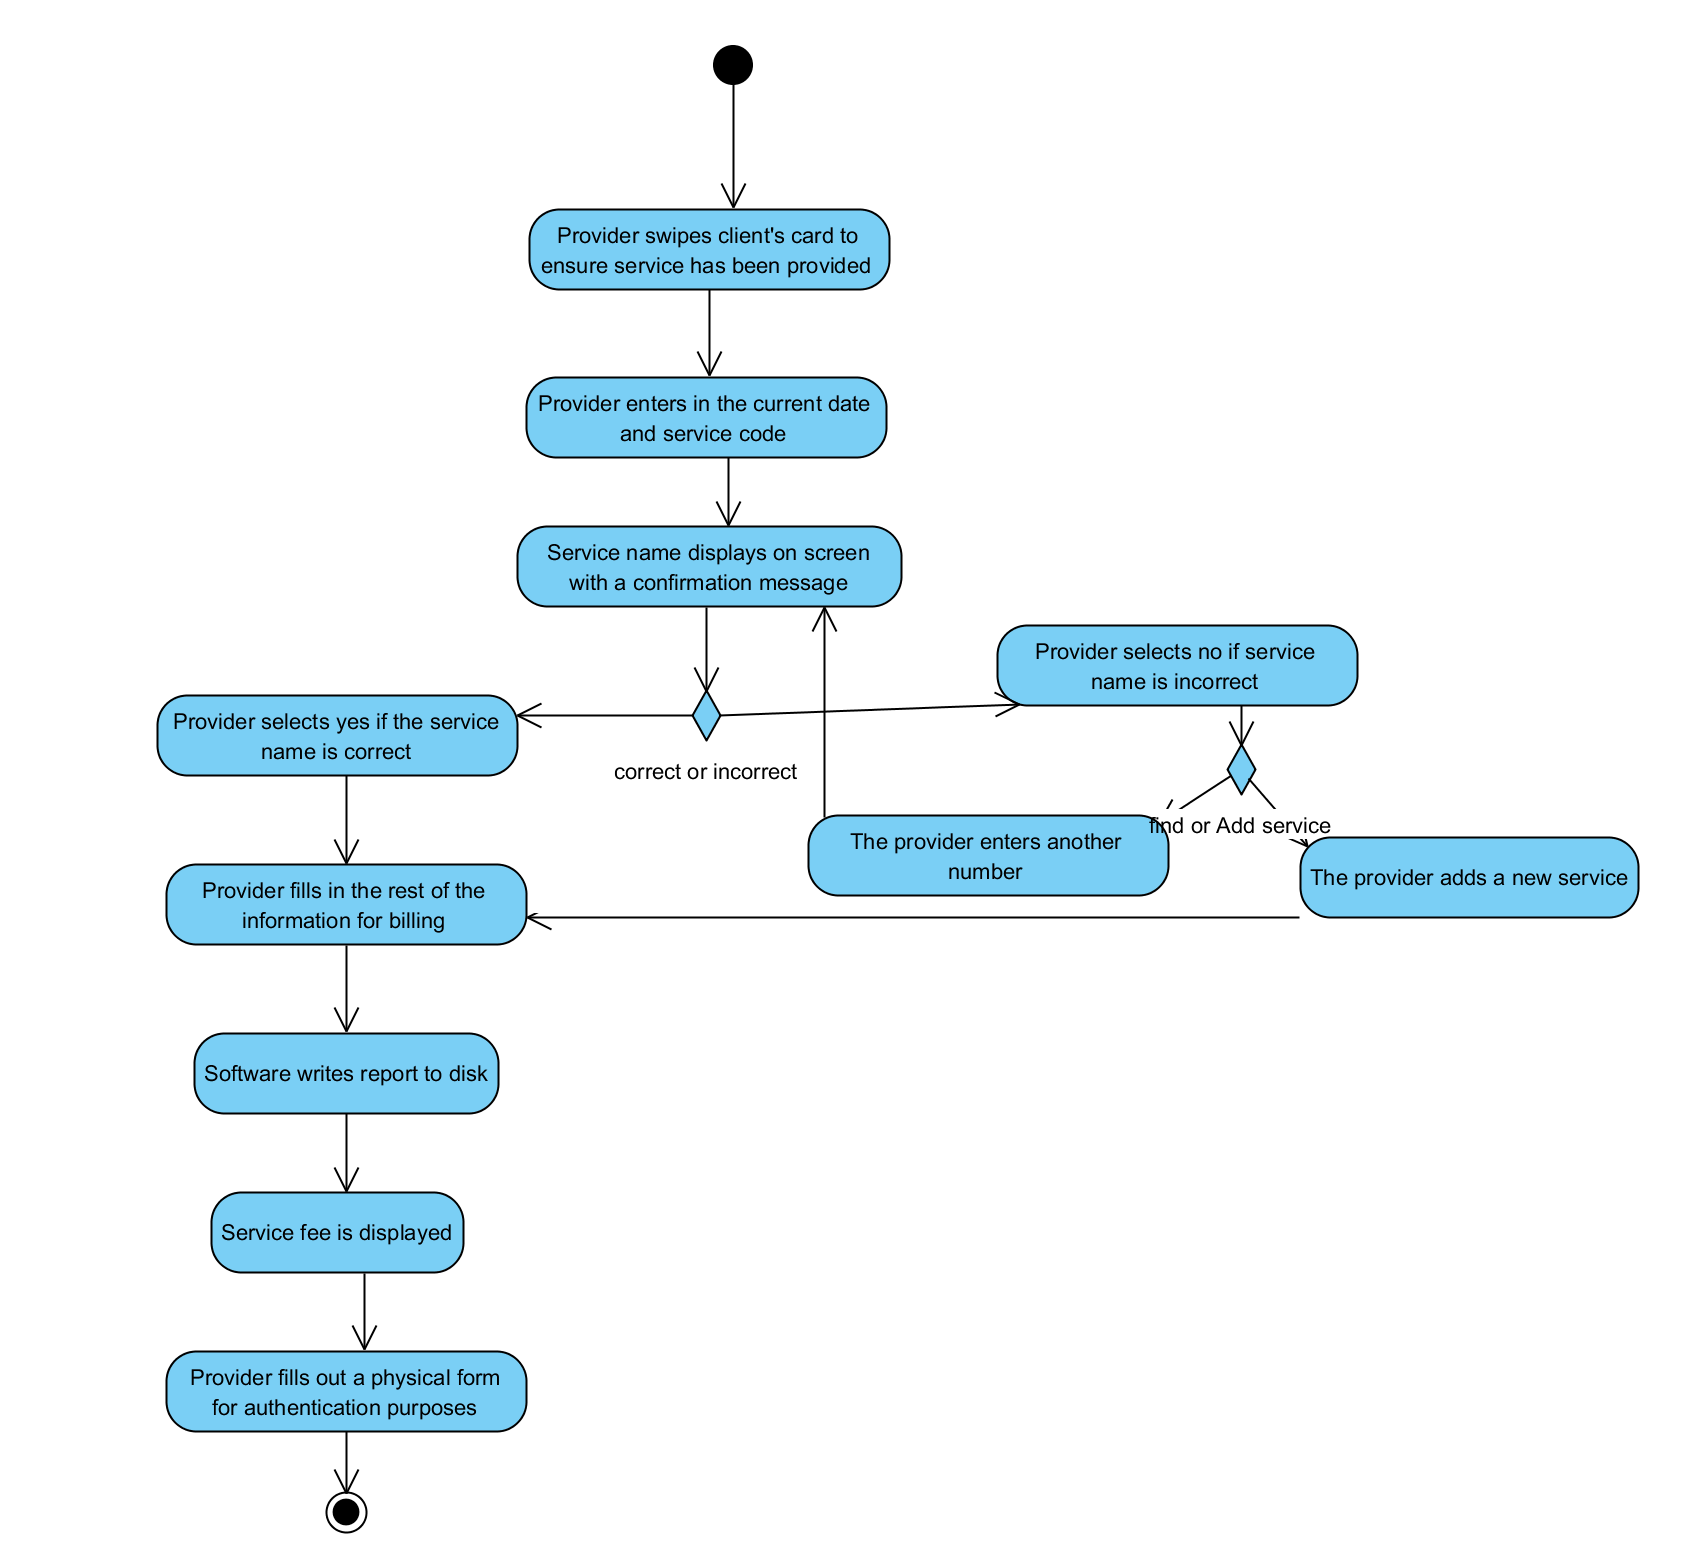 Provider swipes client's card to
ensure service has been provided
Provider enters in the current date
and service code
Service name displays on screen
with a confirmation message
Provider selects no if service
name is incorrect
Provider selects yes if the service
name is correct
correct or incorrect
find or Add service
The provider enters another
number
The provider adds a new service
Provider fills in the rest of the
information for billing
Software writes report to disk
Service fee is displayed
Provider fills out a physical form
for authentication purposes